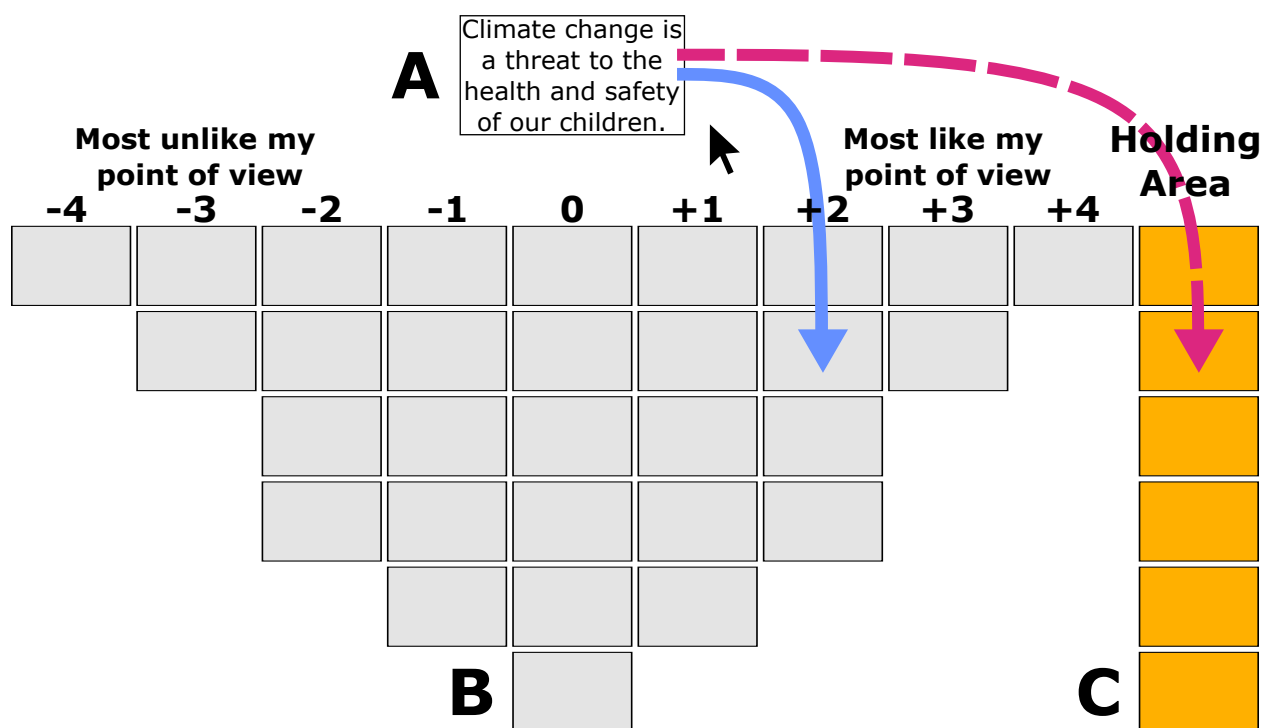 A
Climate change is
a threat to the
health and safety
of our children.
Most unlike my
point of view
Most like my
point of view
Holding
Area
-4 -3 -2 -1 0 +1 +2 +3 +4
B
C